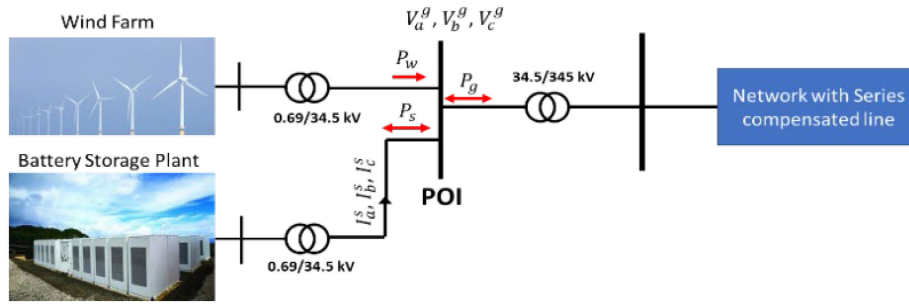 Wind Farm
V_a^g, V_b^g, V_c^g
P_w
P_g
34.5/345 kV
0.69/34.5 kV
P_s
Network with Series
compensated line
Battery Storage Plant
I_a^s, I_b^s, I_c^s
POI
0.69/34.5 kV